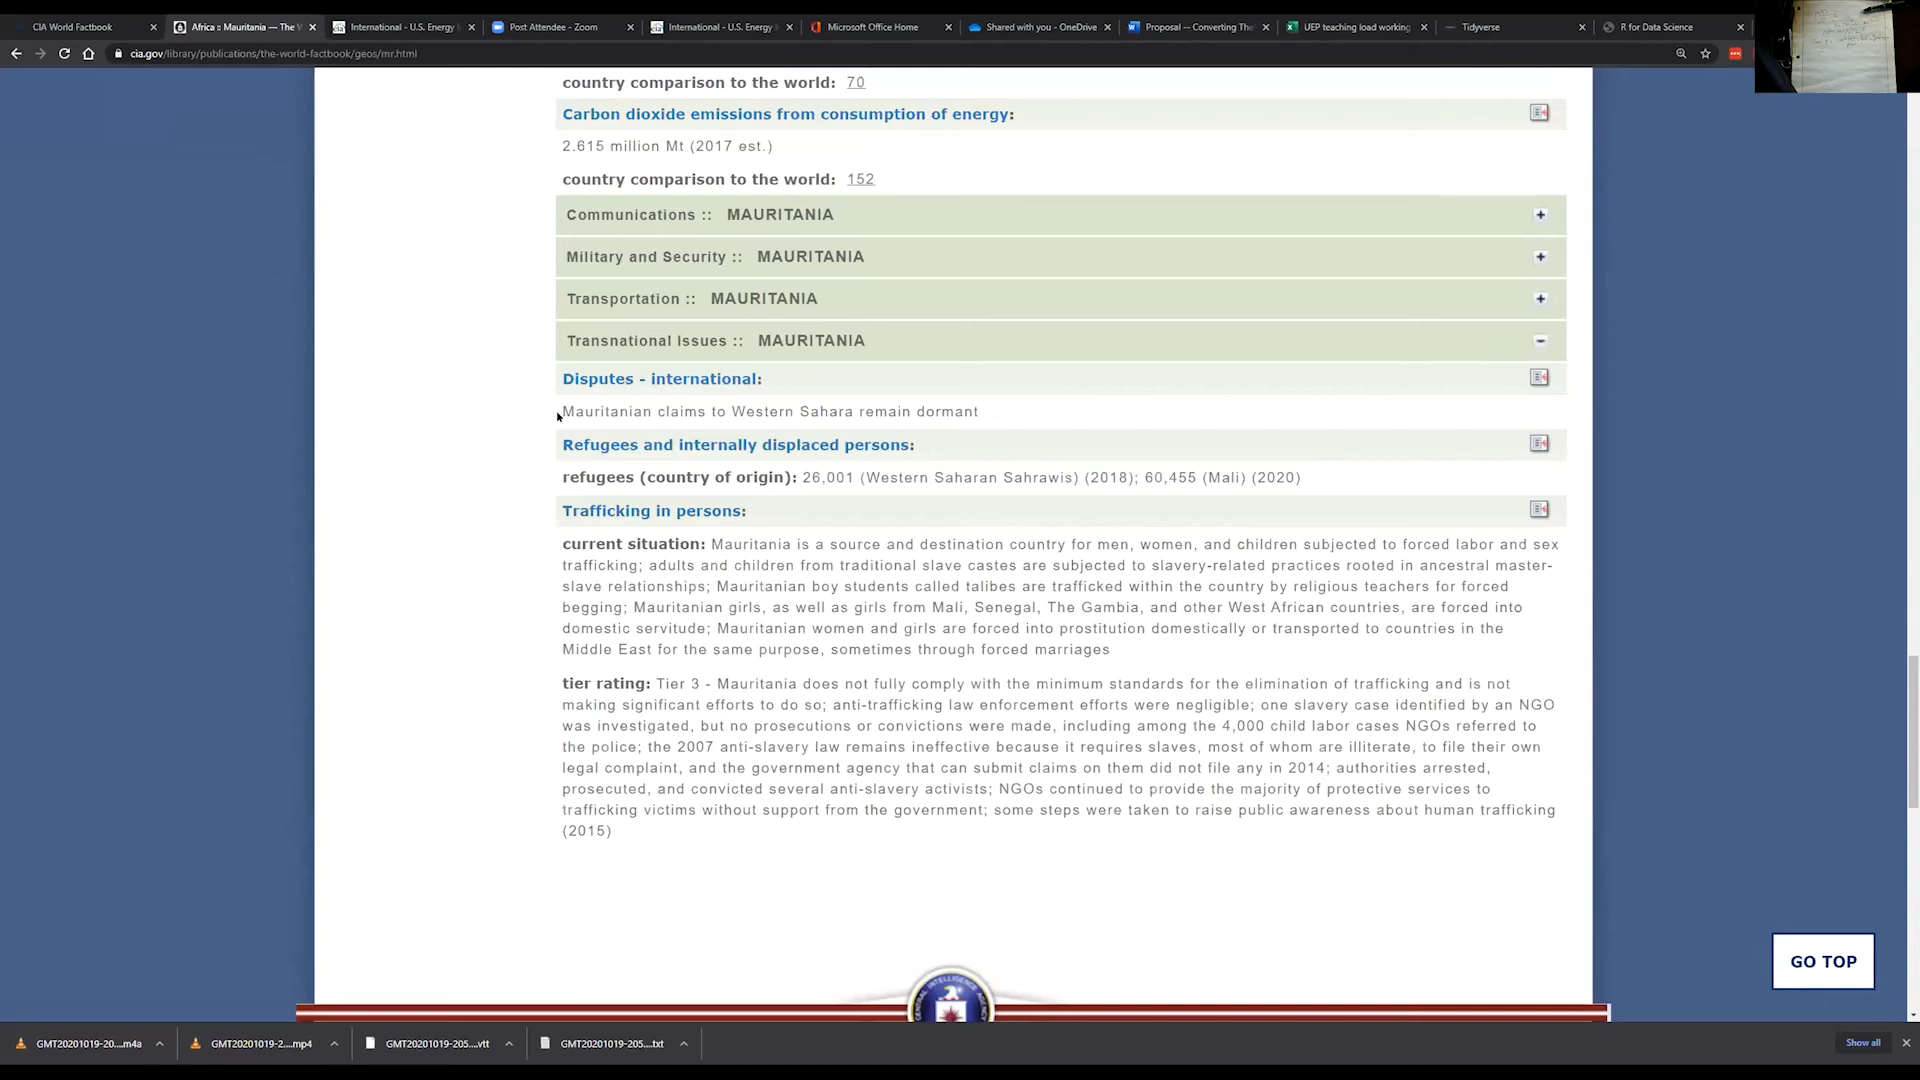 CIA World Factbook
Africa :: Mauritania — The W
International - U.S. Energy I
Post Attendee - Zoom
International - U.S. Energy I
Microsoft Office Home
Shared with you - OneDrive
Proposal -- Converting The
UEP teaching load working
Tidyverse
R for Data Science
cia.gov/library/publications/the-world-factbook/geos/mr.html
country comparison to the world: 70
Carbon dioxide emissions from consumption of energy:
2.615 million Mt (2017 est.)
country comparison to the world: 152
Communications :: MAURITANIA
Military and Security :: MAURITANIA
Transportation :: MAURITANIA
Transnational Issues :: MAURITANIA
Disputes - international:
Mauritanian claims to Western Sahara remain dormant
Refugees and internally displaced persons:
refugees (country of origin): 26,001 (Western Saharan Sahrawis) (2018); 60,455 (Mali) (2020)
Trafficking in persons:
current situation: Mauritania is a source and destination country for men, women, and children subjected to forced labor and sex
trafficking; adults and children from traditional slave castes are subjected to slavery-related practices rooted in ancestral master-
slave relationships; Mauritanian boy students called talibes are trafficked within the country by religious teachers for forced
begging; Mauritanian girls, as well as girls from Mali, Senegal, The Gambia, and other West African countries, are forced into
domestic servitude; Mauritanian women and girls are forced into prostitution domestically or transported to countries in the
Middle East for the same purpose, sometimes through forced marriages
tier rating: Tier 3 - Mauritania does not fully comply with the minimum standards for the elimination of trafficking and is not
making significant efforts to do so; anti-trafficking law enforcement efforts were negligible; one slavery case identified by an NGO
was investigated, but no prosecutions or convictions were made, including among the 4,000 child labor cases NGOs referred to
the police; the 2007 anti-slavery law remains ineffective because it requires slaves, most of whom are illiterate, to file their own
legal complaint, and the government agency that can submit claims on them did not file any in 2014; authorities arrested,
prosecuted, and convicted several anti-slavery activists; NGOs continued to provide the majority of protective services to
trafficking victims without support from the government; some steps were taken to raise public awareness about human trafficking
(2015)
GO TOP
GMT20201019-20....m4a
GMT20201019-2....mp4
GMT20201019-205....vtt
GMT20201019-205....txt
Show all